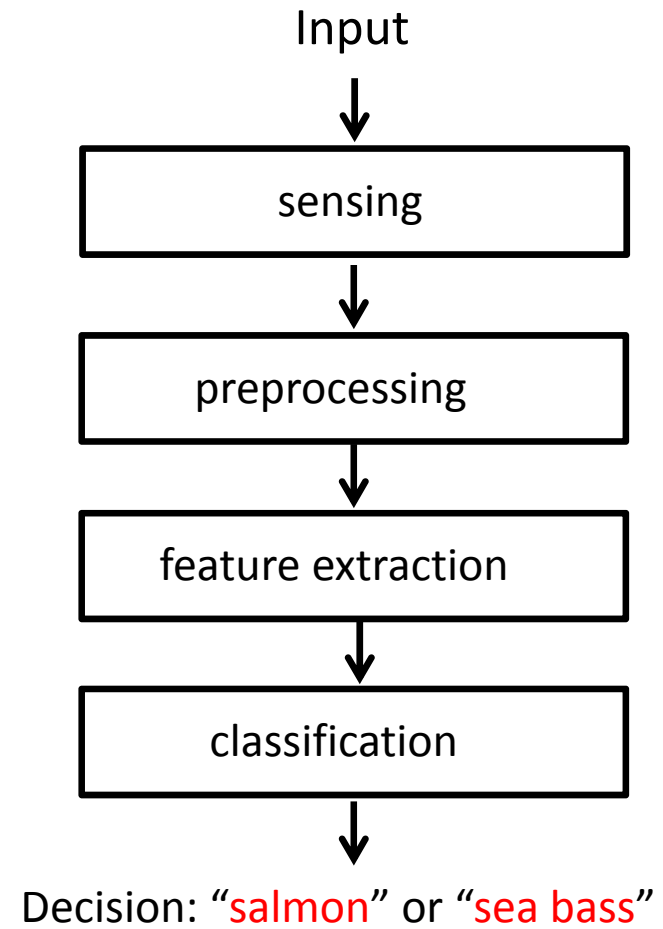 Input
sensing
preprocessing
feature extraction
classification
Decision: “salmon” or “sea bass”